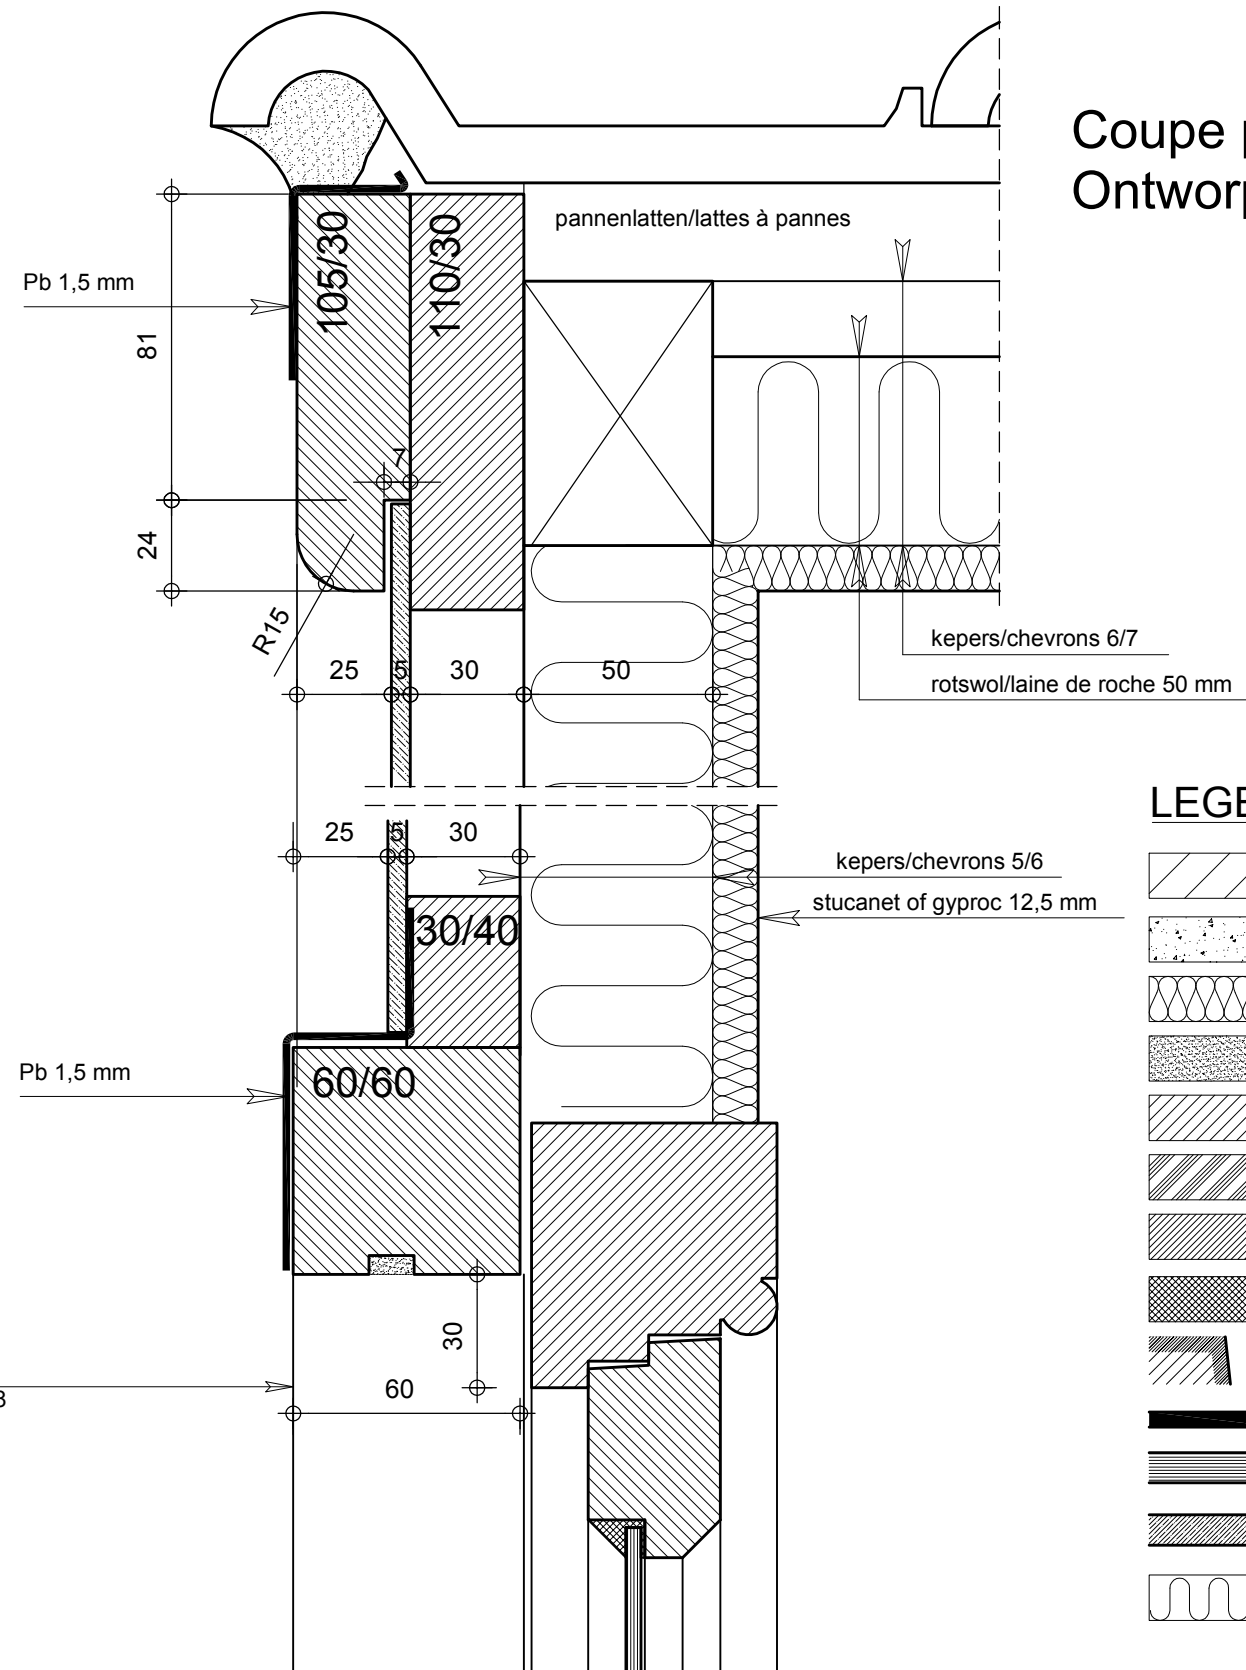 Coupe
Ontwor
pannenlatten/lattes à pannes
105/30
110/30
Pb 1,5 mm
81
7
24
R15
kepers/chevrons 6/7
25
5
30
50
rotswol/laine de roche 50 mm
LEGE
25
5
30
kepers/chevrons 5/6
stucanet of gyproc 12,5 mm
30/40
Pb 1,5 mm
60/60
30
60
3